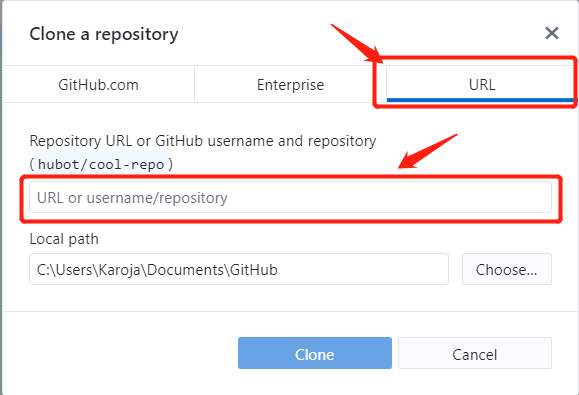 Clone a repository
GitHub.com
Enterprise
URL
Repository URL or GitHub username and repository
(hubot/cool-repo)
URL or username/repository
Local path
C:\Users\Karoja\Documents\GitHub
Choose...
Clone
Cancel